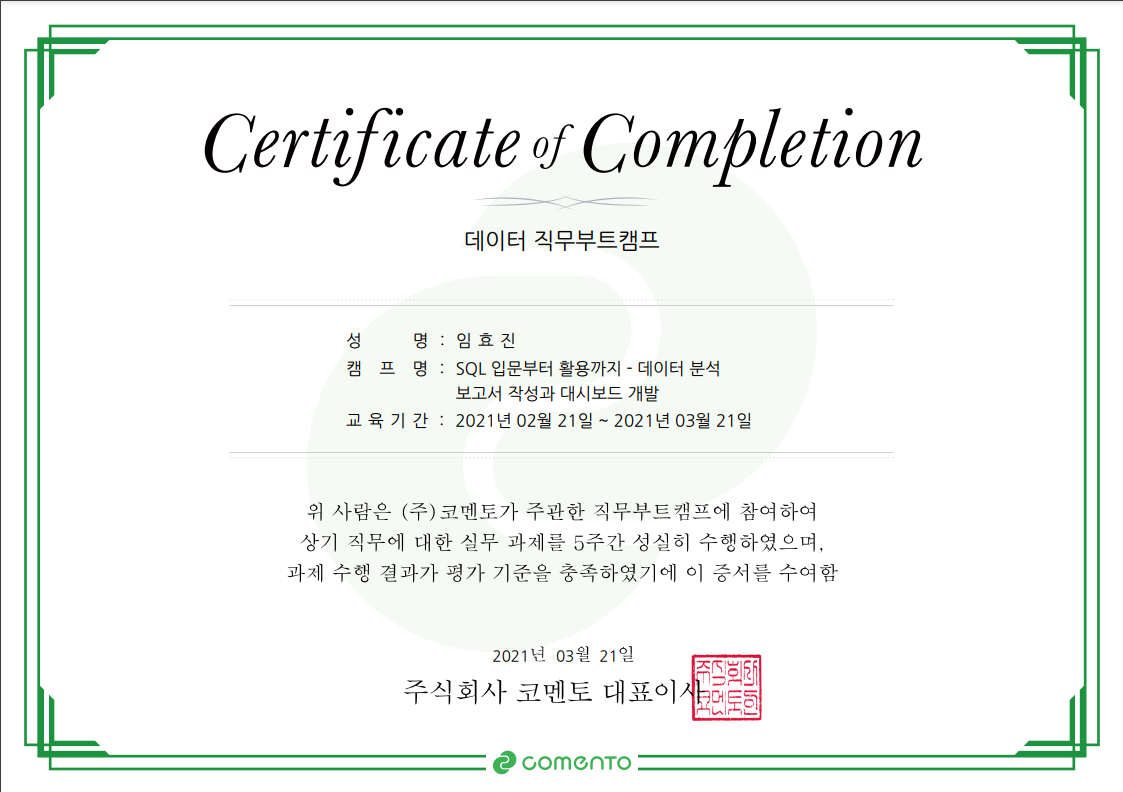 Certificate of Completion
데이터 직무부트캠프
성 명 : 임 효 진
캠 프 명 : SQL 입문부터 활용까지 - 데이터 분석
보고서 작성과 대시보드 개발
교 육 기 간 : 2021년 02월 21일 ~ 2021년 03월 21일
위 사람은 (주)코멘토가 주관한 직무부트캠프에 참여하여
상기 직무에 대한 실무 과제를 5주간 성실히 수행하였으며,
과제 수행 결과가 평가 기준을 충족하였기에 이 증서를 수여함
2021년 03월 21일
주식회사 코멘토 대표이사
comento